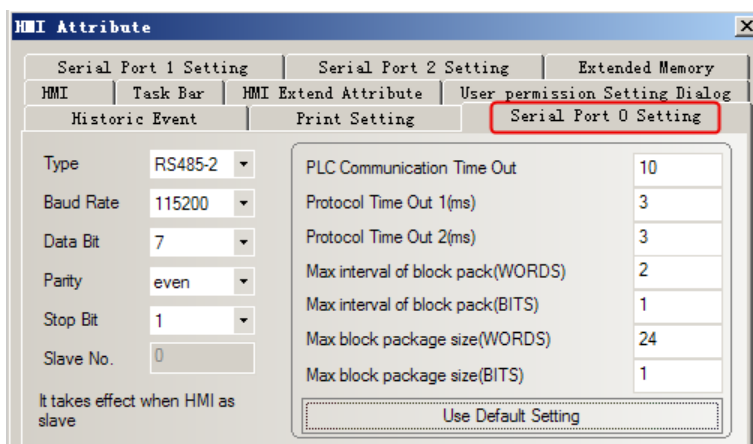 HMI Attribute
Serial Port 1 Setting Serial Port 2 Setting Extended Memory
HMI Task Bar HMI Extend Attribute User permission Setting Dialog
Historic Event Print Setting Serial Port 0 Setting
Type RS485-2
Baud Rate 115200
Data Bit 7
Parity even
Stop Bit 1
Slave No. 0
It takes effect when HMI as
slave
PLC Communication Time Out 10
Protocol Time Out 1(ms) 3
Protocol Time Out 2(ms) 3
Max interval of block pack(WORDS) 2
Max interval of block pack(BITS) 1
Max block package size(WORDS) 24
Max block package size(BITS) 1
Use Default Setting